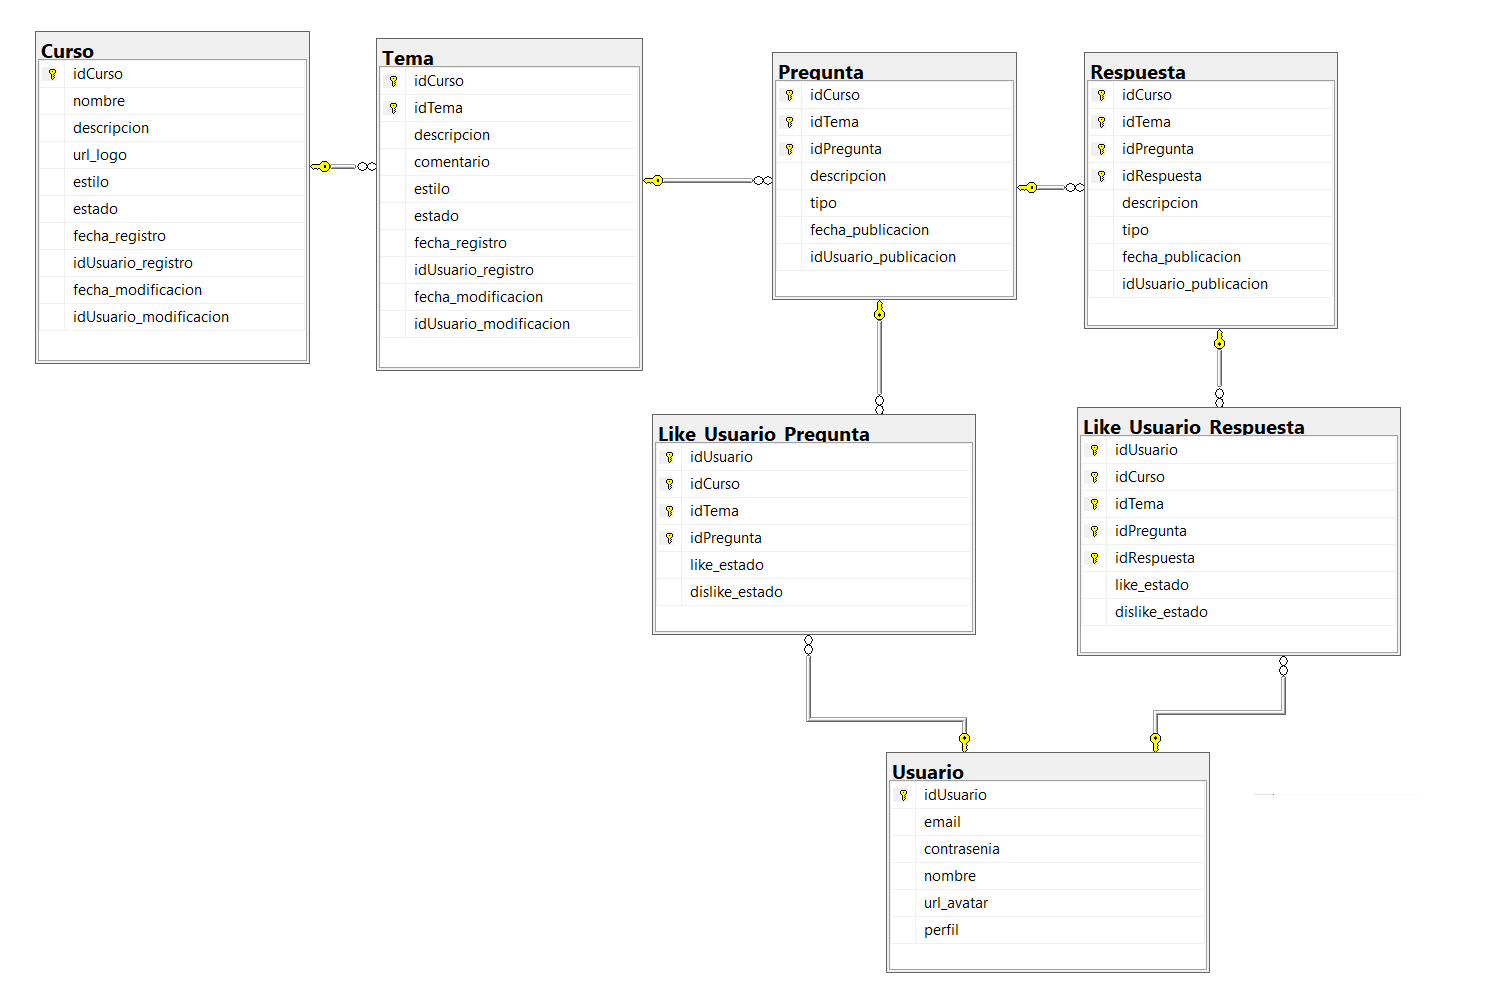 Curso
idCurso
nombre
descripcion
url_logo
estilo
estado
fecha_registro
idUsuario_registro
fecha_modificacion
idUsuario_modificacion
Tema
idCurso
idTema
descripcion
comentario
estilo
estado
fecha_registro
idUsuario_registro
fecha_modificacion
idUsuario_modificacion
Pregunta
idCurso
idTema
idPregunta
descripcion
tipo
fecha_publicacion
idUsuario_publicacion
Respuesta
idCurso
idTema
idPregunta
idRespuesta
descripcion
tipo
fecha_publicacion
idUsuario_publicacion
Like_Usuario_Pregunta
idUsuario
idCurso
idTema
idPregunta
like_estado
dislike_estado
Like_Usuario_Respuesta
idUsuario
idCurso
idTema
idPregunta
idRespuesta
like_estado
dislike_estado
Usuario
idUsuario
email
contrasenia
nombre
url_avatar
perfil